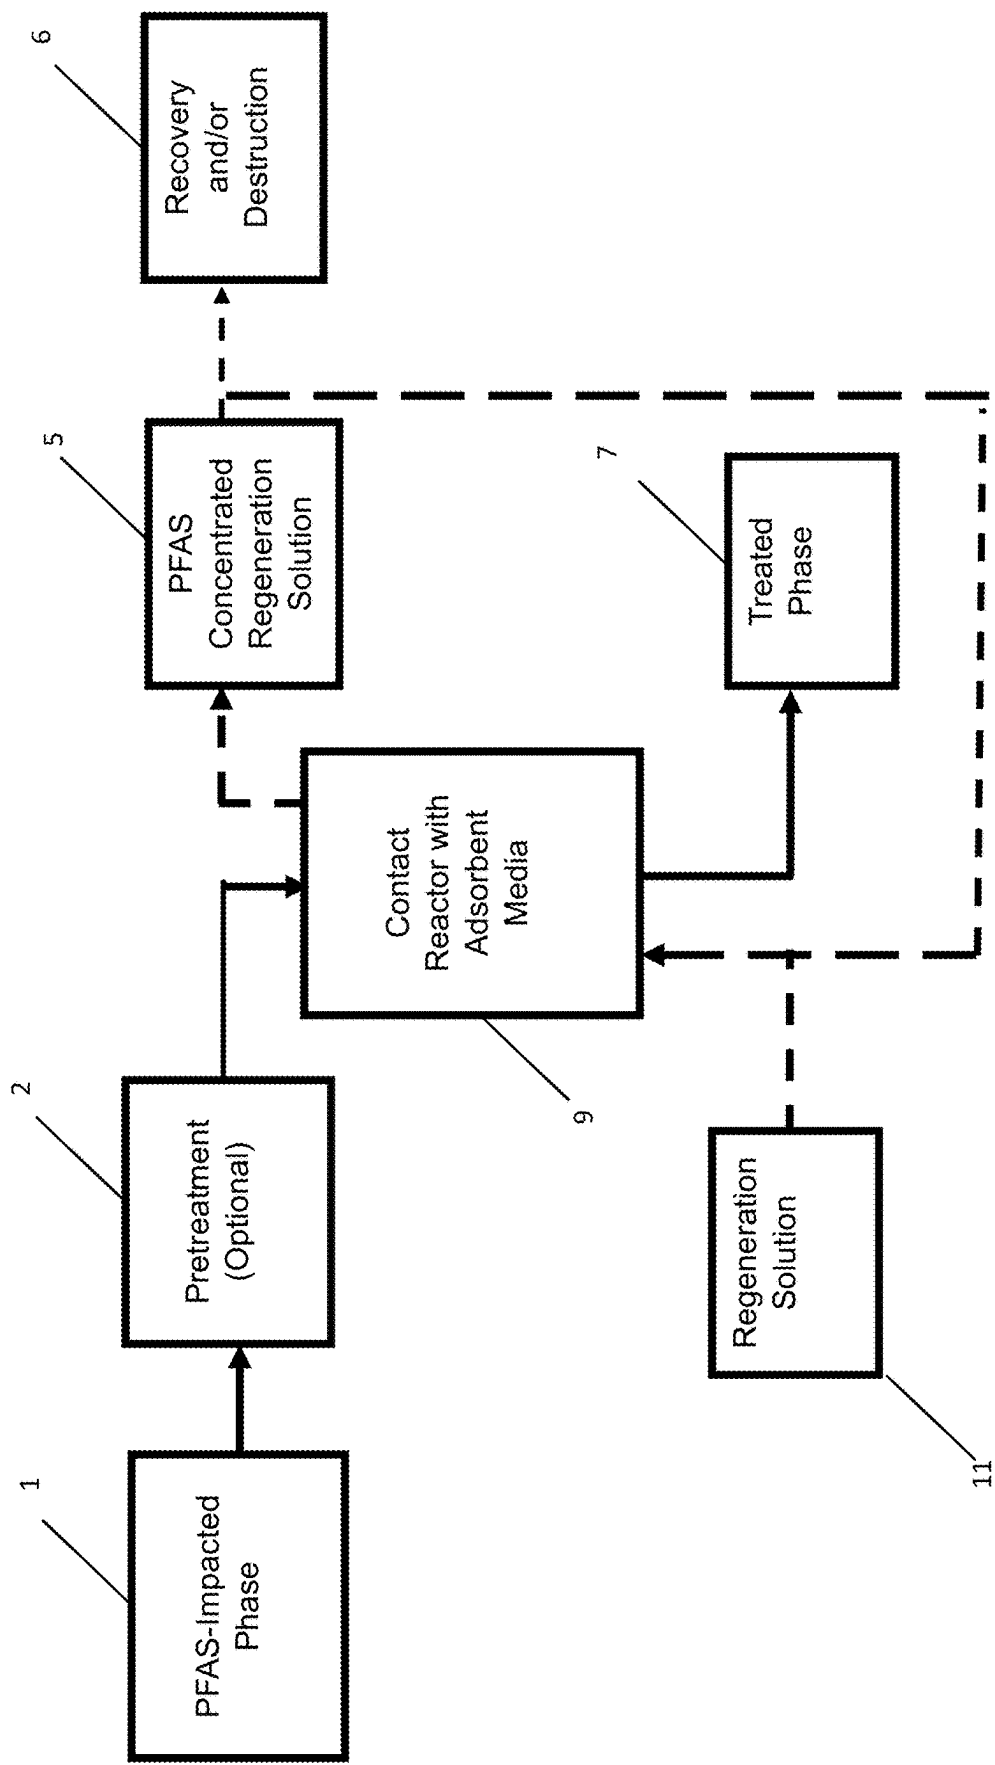 1
PFAS-Impacted
Phase
2
Pretreatment
(Optional)
9
Contact
Reactor with
Adsorbent
Media
5
PFAS
Concentrated
Regeneration
Solution
6
Recovery
and/or
Destruction
7
Treated
Phase
11
Regeneration
Solution